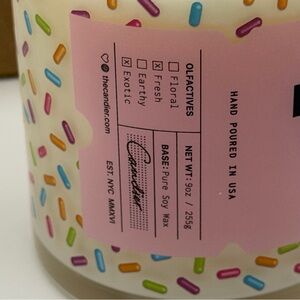 HAND POURED IN USA
OLFACTIVES
☐ Floral
☒ Fresh
☐ Earthy
☒ Exotic
NET WT: 9oz / 255g
BASE: Pure Soy Wax
Candier
♡@ thecandier.com
EST. NYC MMXVI